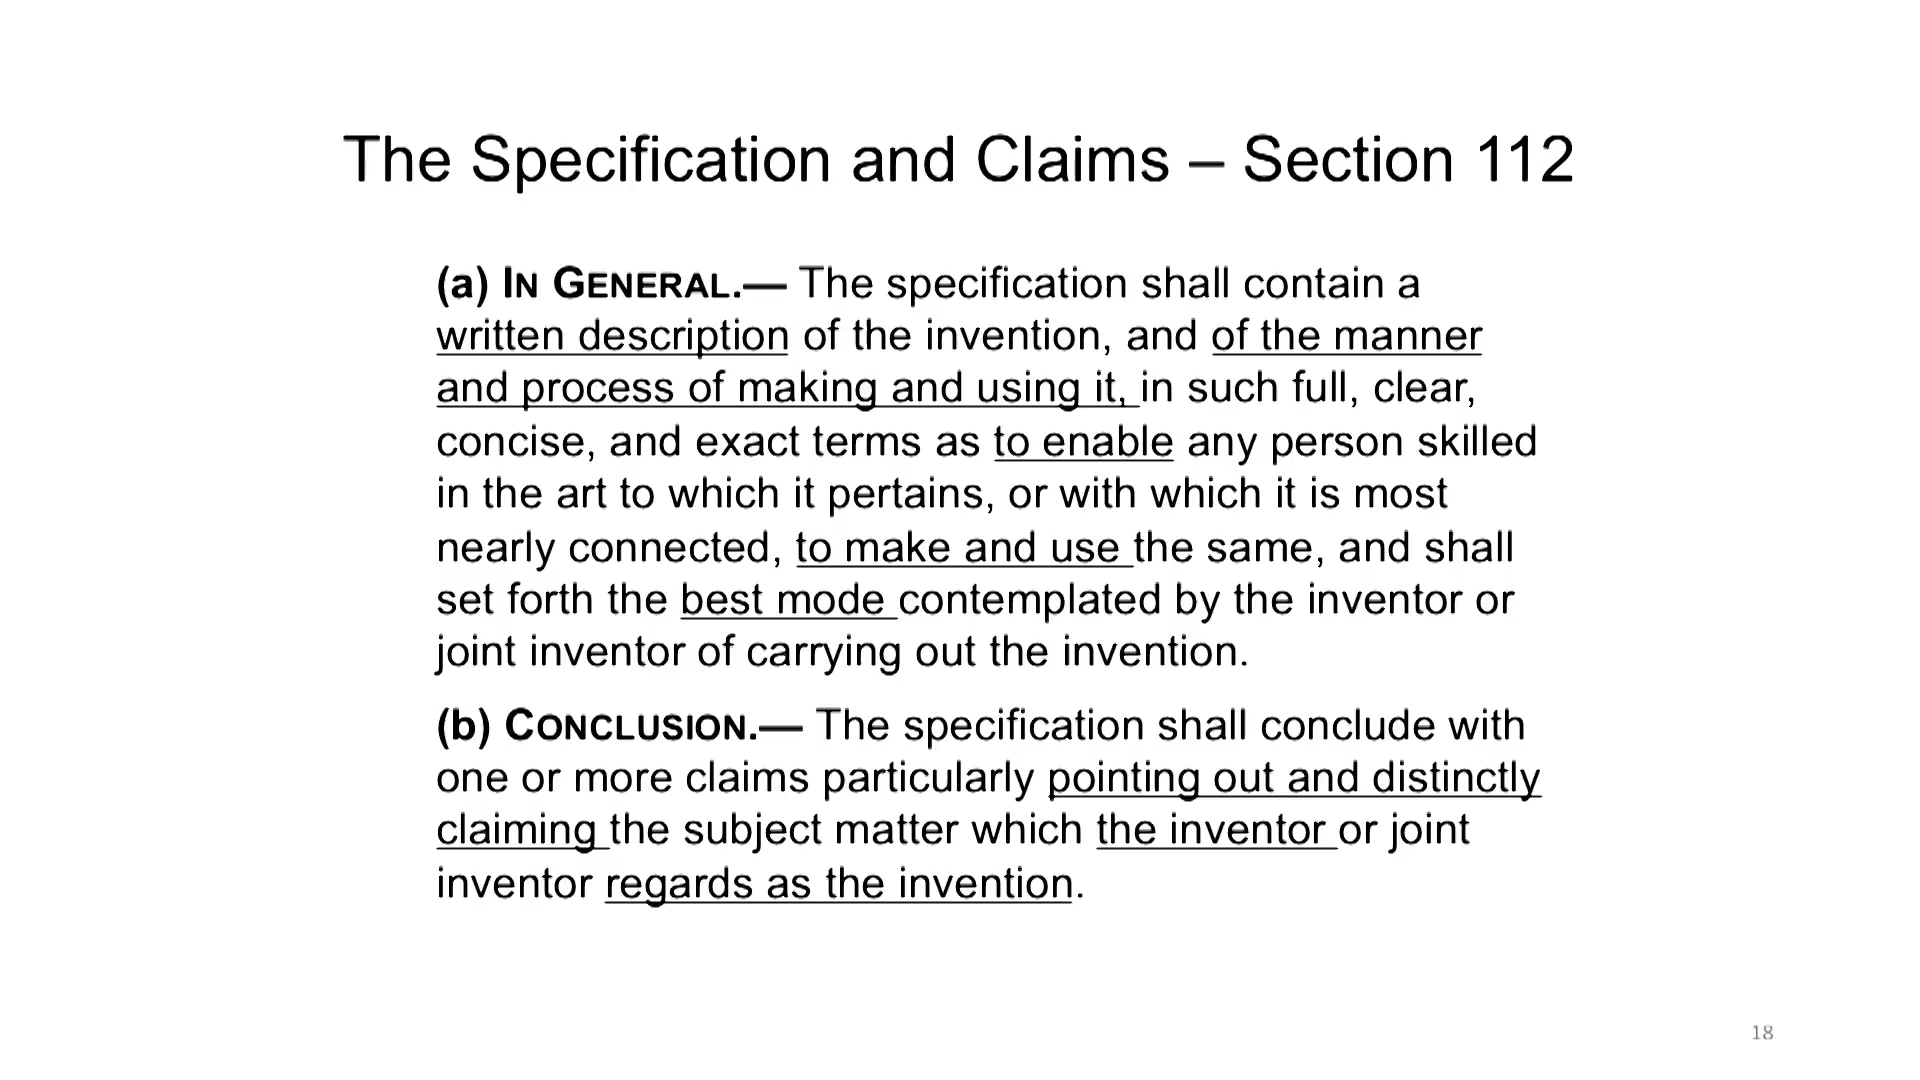 The Specification and Claims – Section 112
(a) IN GENERAL.— The specification shall contain a
written description of the invention, and of the manner
and process of making and using it, in such full, clear,
concise, and exact terms as to enable any person skilled
in the art to which it pertains, or with which it is most
nearly connected, to make and use the same, and shall
set forth the best mode contemplated by the inventor or
joint inventor of carrying out the invention.
(b) CONCLUSION.— The specification shall conclude with
one or more claims particularly pointing out and distinctly
claiming the subject matter which the inventor or joint
inventor regards as the invention.
18